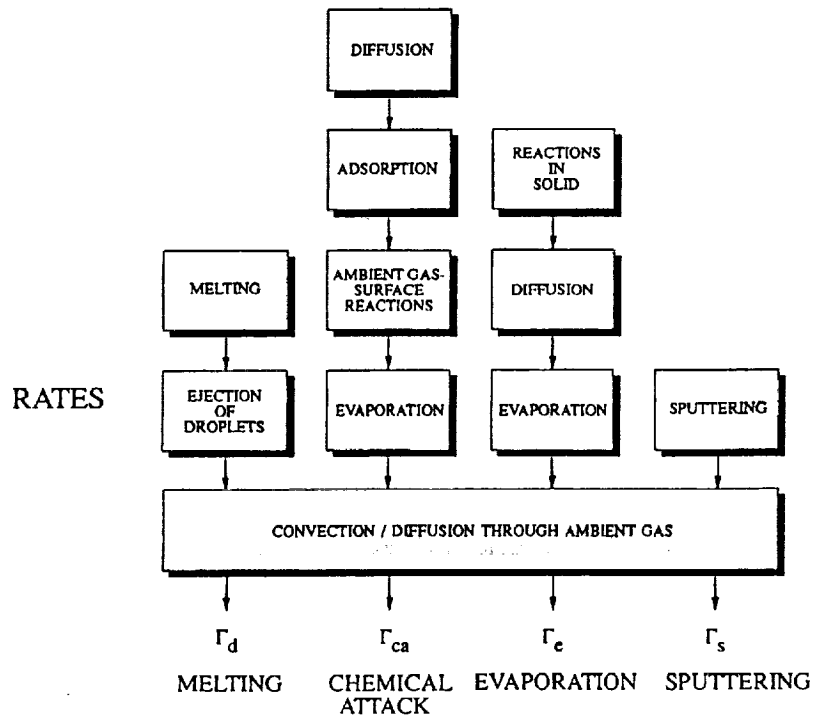 DIFFUSION
ADSORPTION
REACTIONS
IN
SOLID
MELTING
AMBIENT GAS-
SURFACE
REACTIONS
DIFFUSION
RATES
EJECTION
OF
DROPLETS
EVAPORATION
EVAPORATION
SPUTTERING
CONVECTION / DIFFUSION THROUGH AMBIENT GAS
Γd
Γca
Γe
Γs
MELTING
CHEMICAL
ATTACK
EVAPORATION
SPUTTERING